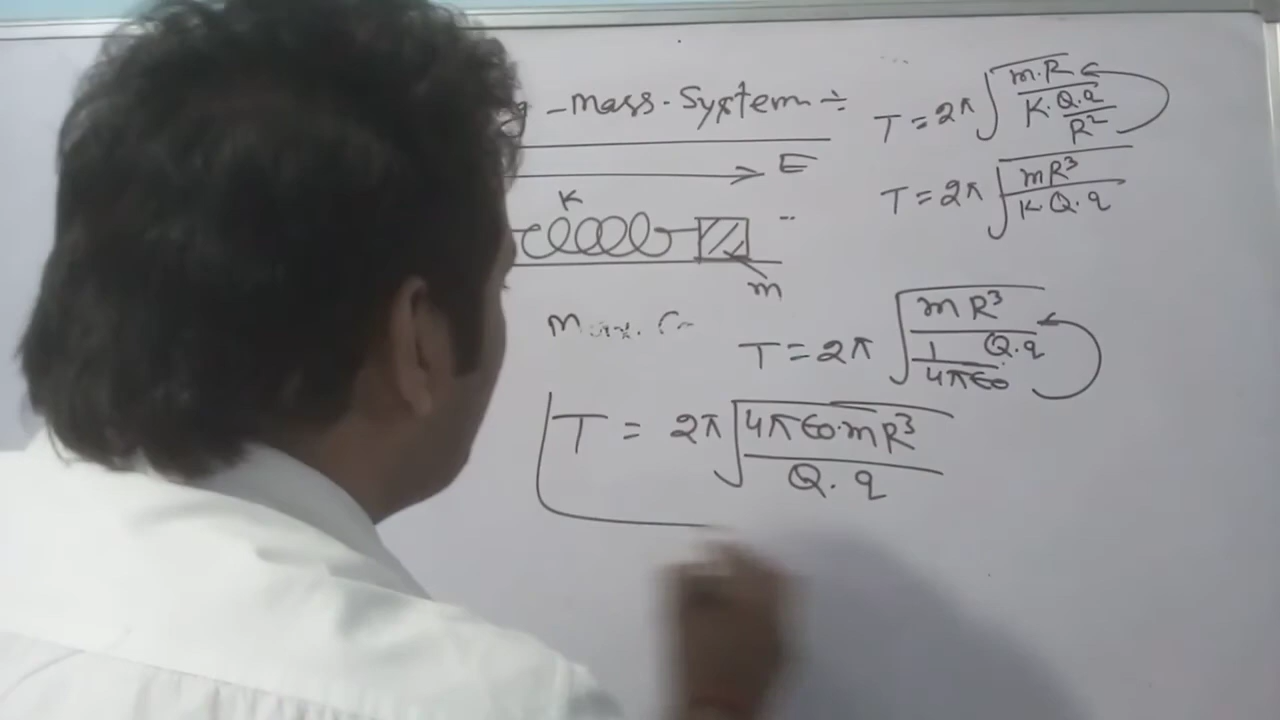 -mass. System ÷
E
K
m
T = 2π √(m.R / (K. Q.q / R²))
T = 2π √(mR³ / K.Q.q)
T = 2π √(mR³ / (1 / 4πϵ0 Q.q))
T = 2π √(4πϵ0.mR³ / Q.q)